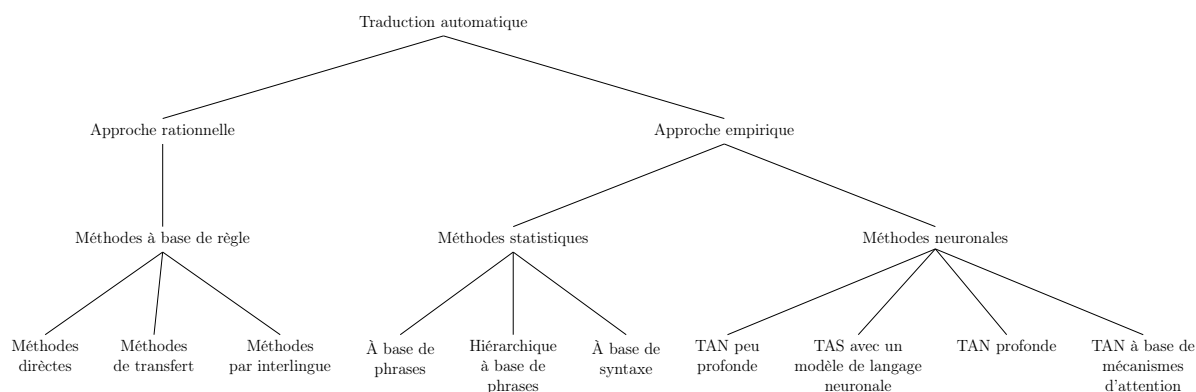 Traduction automatique
Approche rationnelle
Approche empirique
Méthodes à base de règle
Méthodes statistiques
Méthodes neuronales
Méthodes
dirèctes
Méthodes
de transfert
Méthodes
par interlingue
À base de
phrases
Hiérarchique
à base de
phrases
À base de
syntaxe
TAN peu
profonde
TAS avec un
modèle de langage
neuronale
TAN profonde
TAN à base de
mécanismes
d'attention